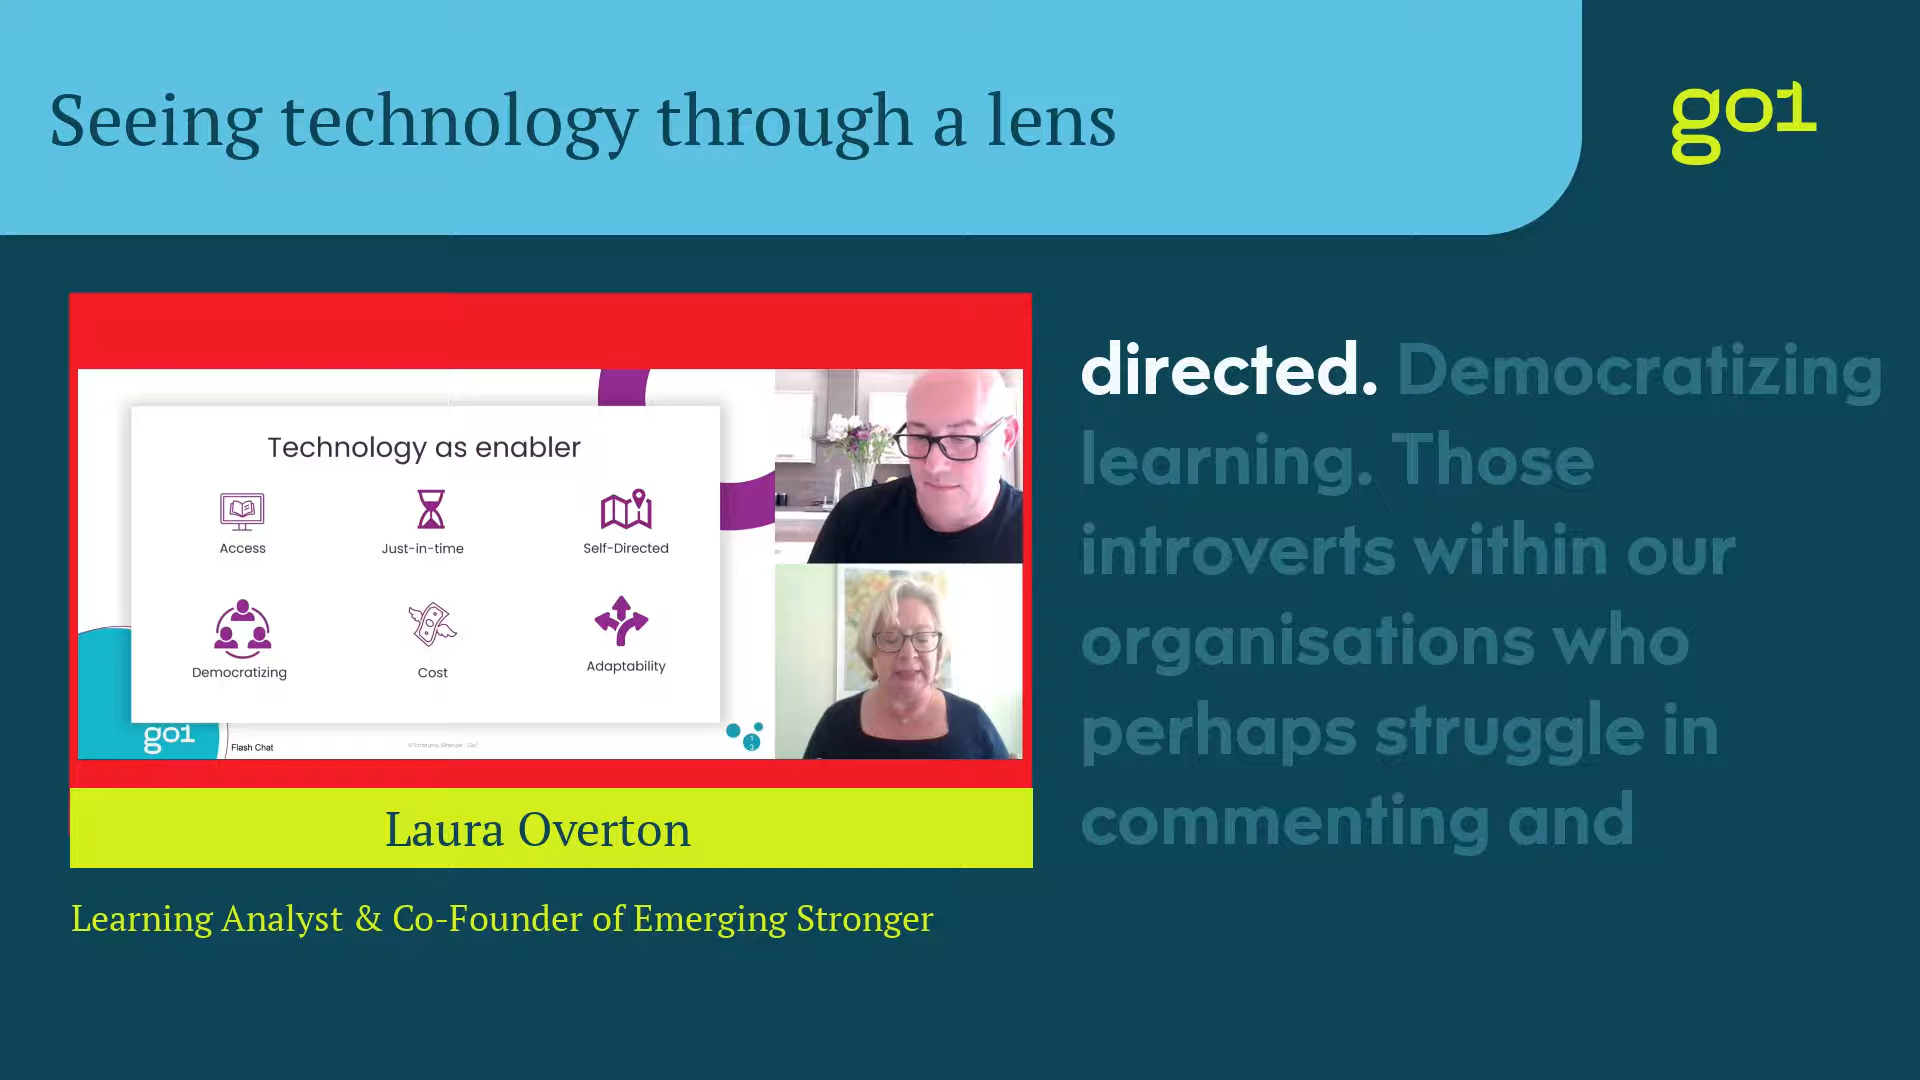 Seeing technology through a lens
go1
Technology as enabler
Access
Just-in-time
Self-Directed
Democratizing
Cost
Adaptability
go1
Flash Chat
1
3
Laura Overton
Learning Analyst & Co-Founder of Emerging Stronger
directed. Democratizing
learning. Those
introverts within our
organisations who
perhaps struggle in
commenting and